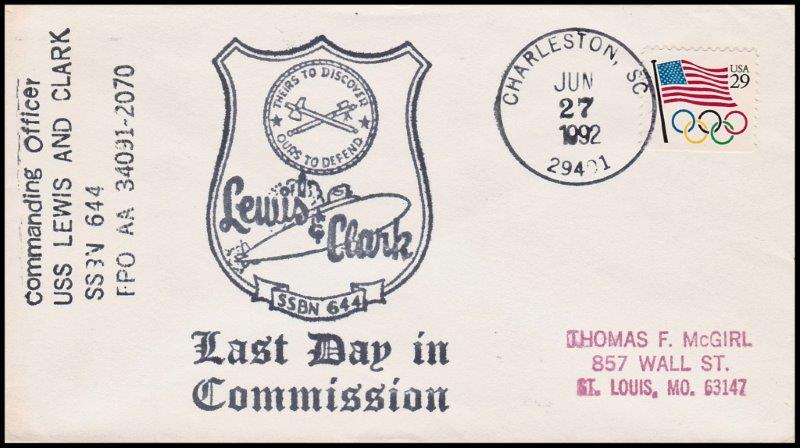 Commanding Officer
USS LEWIS AND CLARK
SSBN 644
FPO AA 34091-2070
THEIRS TO DISCOVER
OURS TO DEFEND
Lewis
&
Clark
SSBN 644
Last Day in
Commission
CHARLESTON, SC
JUN
27
1992
29401
USA
29
THOMAS F. McGIRL
857 WALL ST.
ST. LOUIS, MO. 63147